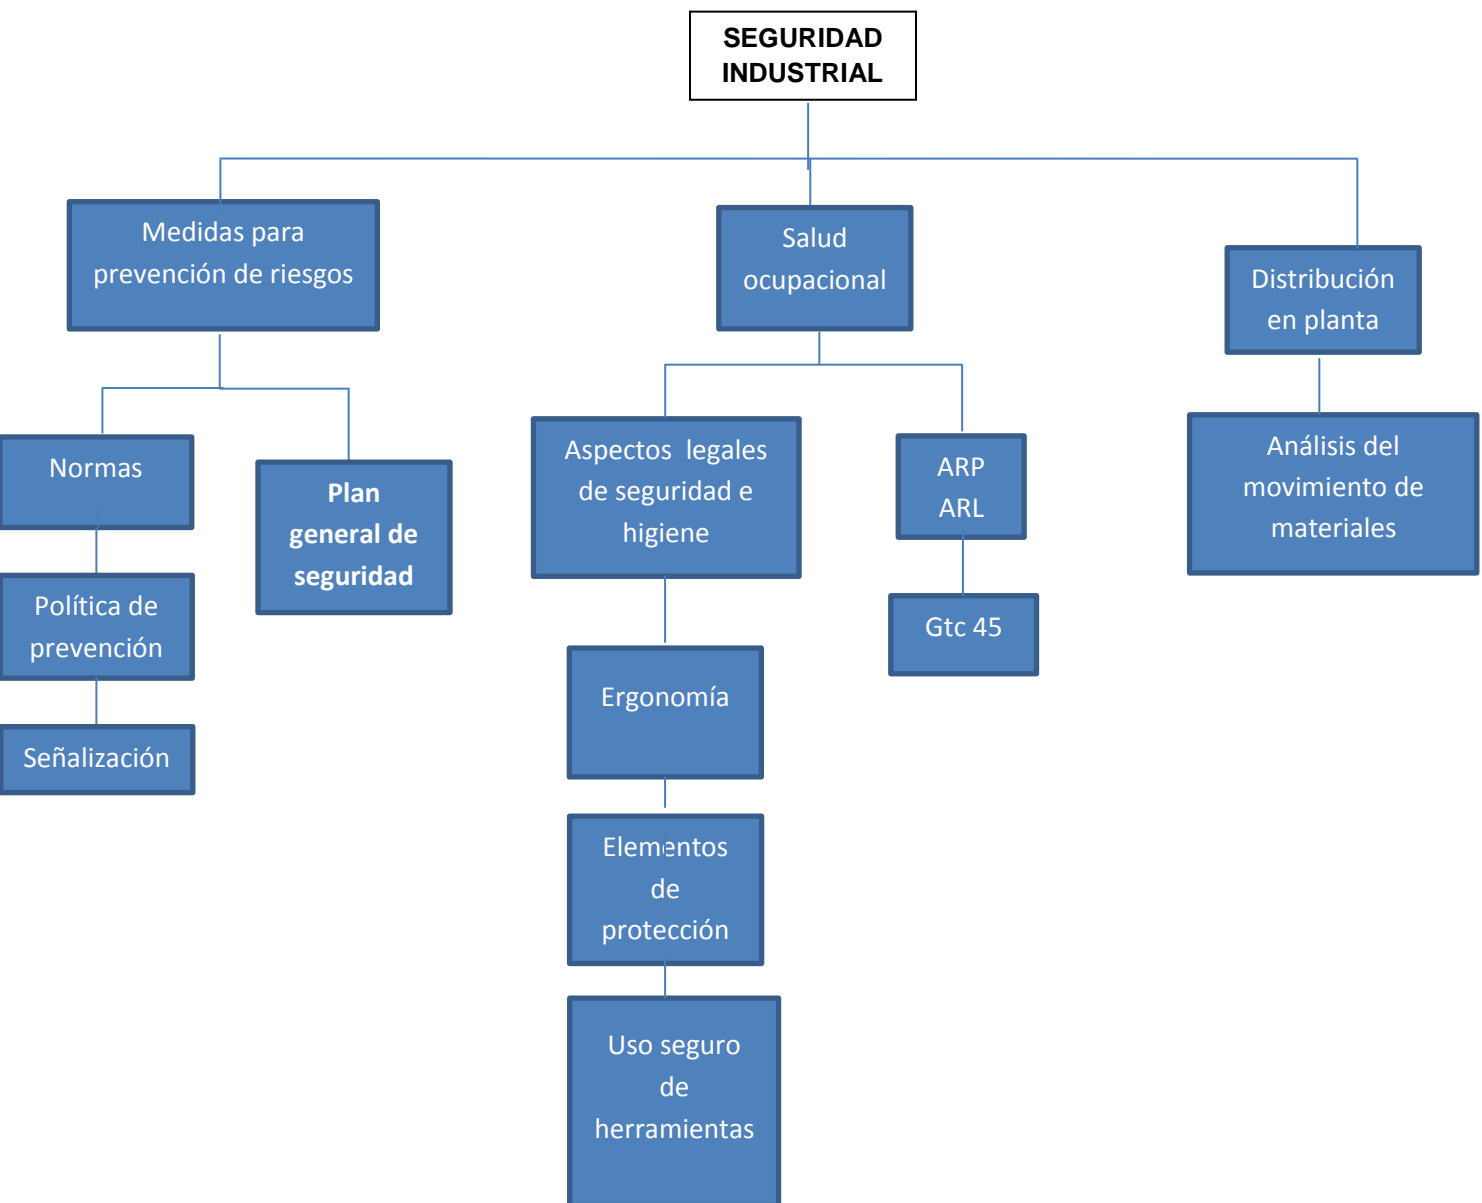 SEGURIDAD
INDUSTRIAL
Medidas para
prevención de riesgos
Salud
ocupacional
Distribución
en planta
Normas
Plan
general de
seguridad
Aspectos  legales
de seguridad e
higiene
ARP
ARL
Análisis del
movimiento de
materiales
Política de
prevención
Gtc 45
Señalización
Ergonomía
Elementos
de
protección
Uso seguro
de
herramientas